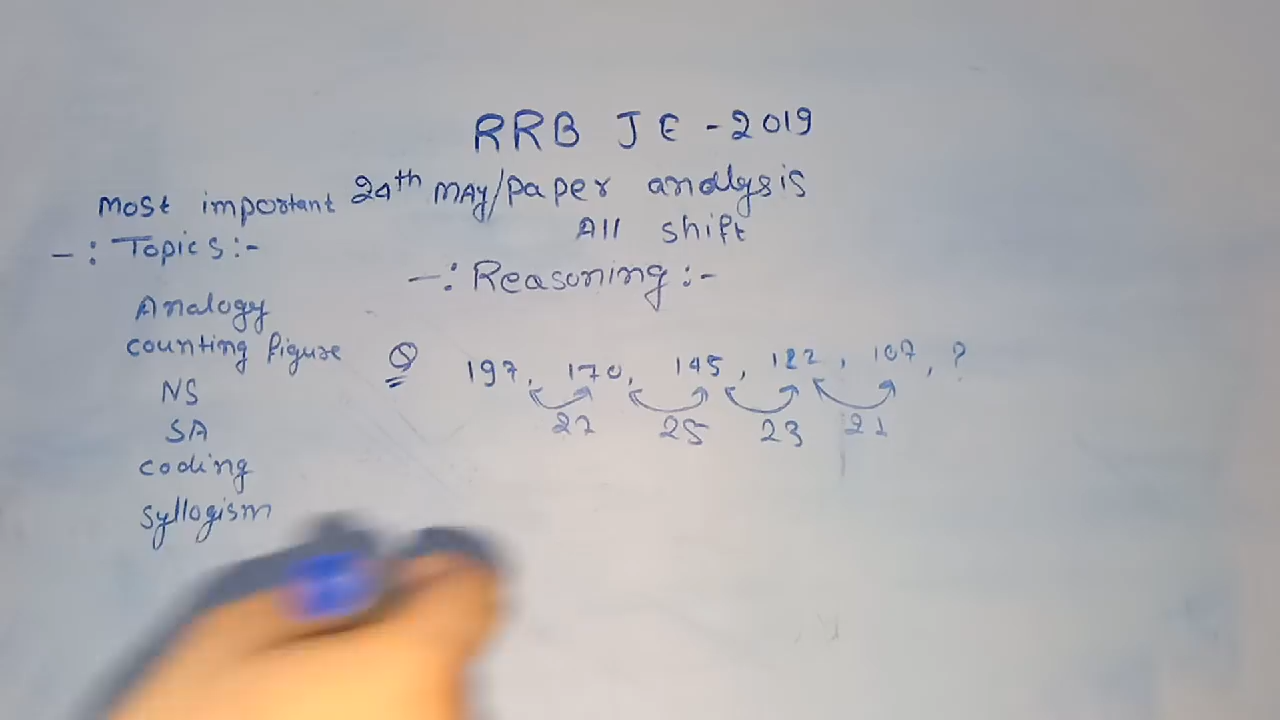 RRB JE - 2019
Most important 24th MAY/paper analysis
All shift
-: Topics :-
-: Reasoning :-
Analogy
counting figure
NS
SA
coding
syllogism
Q 197, 170, 145, 122, 107, ?
27 25 23 21